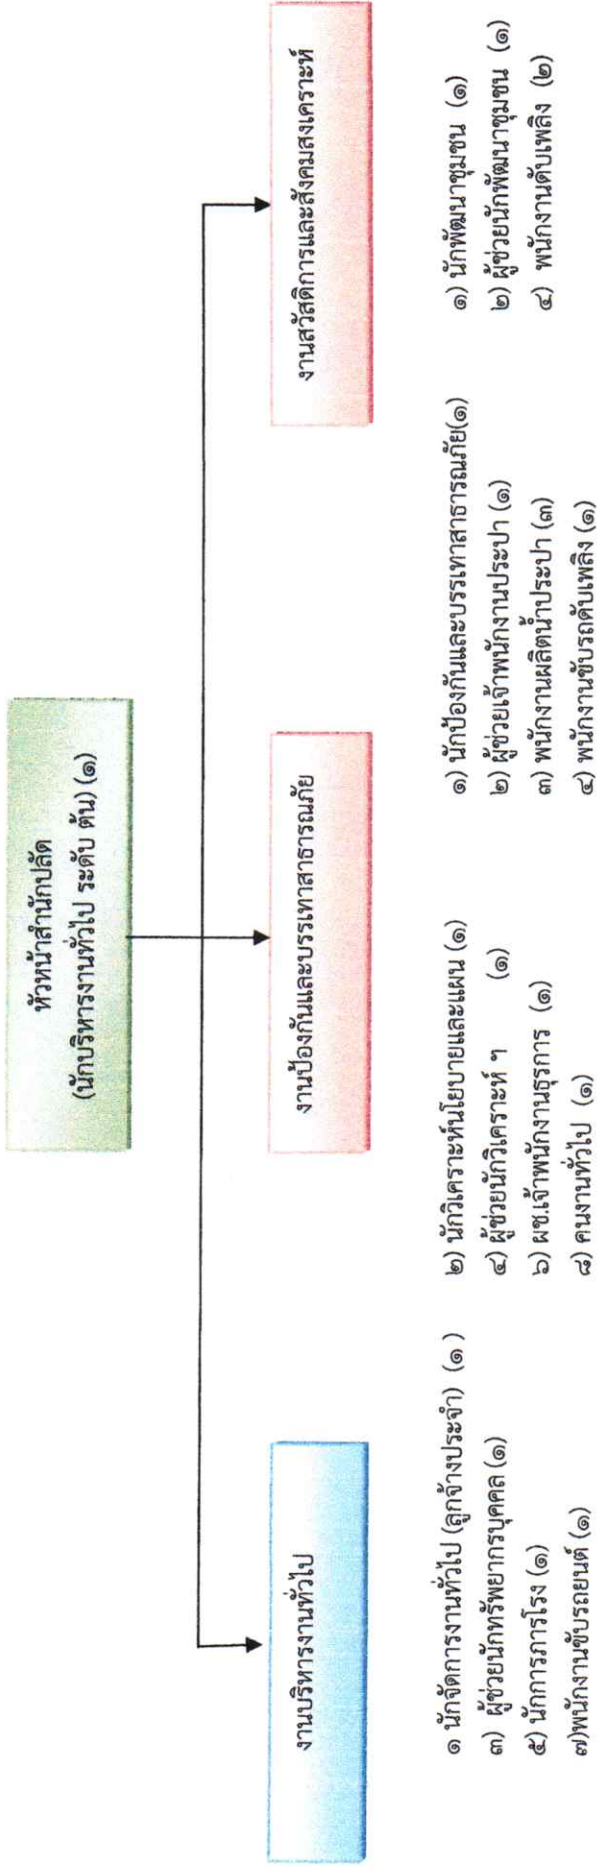 หัวหน้าสำนักปลัด
(นักบริหารงานทั่วไป ระดับ ต้น) (๑)
งานบริหารงานทั่วไป
งานป้องกันและบรรเทาสาธารณภัย
งานสวัสดิการและสังคมสงเคราะห์
๑ นักจัดการงานทั่วไป (ลูกจ้างประจำ) (๑ )
๒) นักวิเคราะห์นโยบายและแผน (๑)
๓) ผู้ช่วยนักทรัพยากรบุคคล (๑)
๔) ผู้ช่วยนักวิเคราะห์ ฯ (๑)
๕) นักการภารโรง (๑)
๖) ผช.เจ้าพนักงานธุรการ (๑)
๗)พนักงานขับรถยนต์ (๑)
๘) คนงานทั่วไป (๑)
๑) นักป้องกันและบรรเทาสาธารณภัย(๑)
๒) ผู้ช่วยเจ้าพนักงานประปา (๑)
๓) พนักงานผลิตน้ำประปา (๓)
๔) พนักงานขับรถดับเพลิง (๑)
๑) นักพัฒนาชุมชน (๑)
๒) ผู้ช่วยนักพัฒนาชุมชน (๑)
๔) พนักงานดับเพลิง (๒)